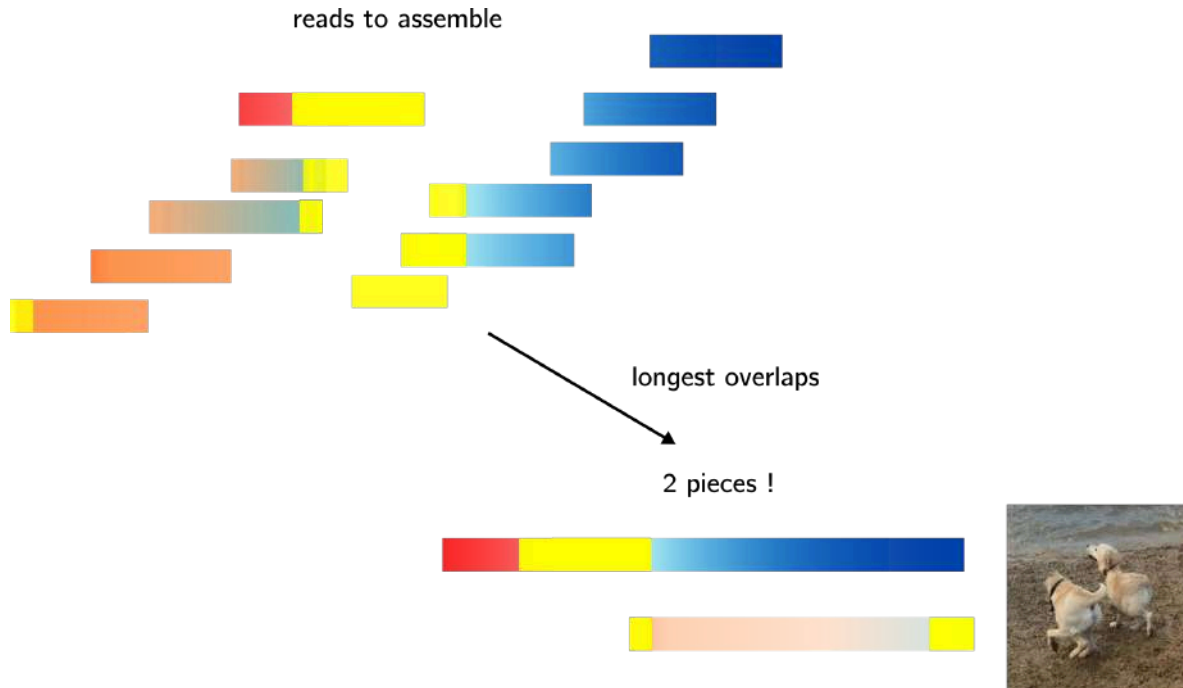 reads to assemble
longest overlaps
2 pieces !